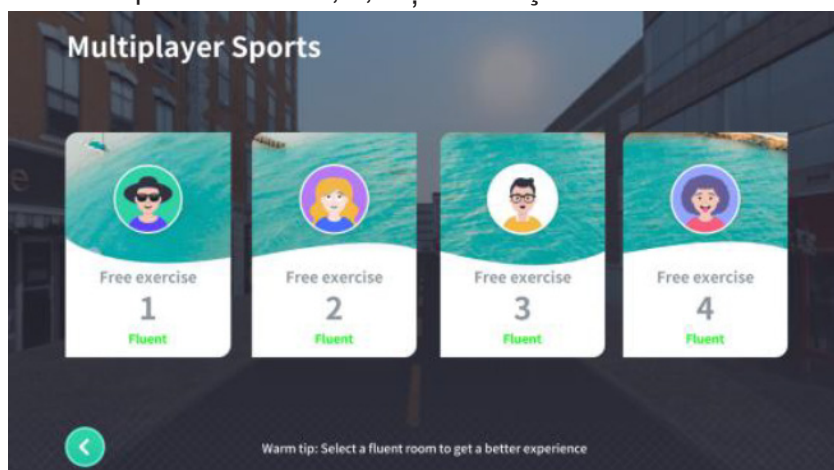 Multiplayer Sports
Free exercise
1
Fluent
Free exercise
2
Fluent
Free exercise
3
Fluent
Free exercise
4
Fluent
Warm tip: Select a fluent room to get a better experience